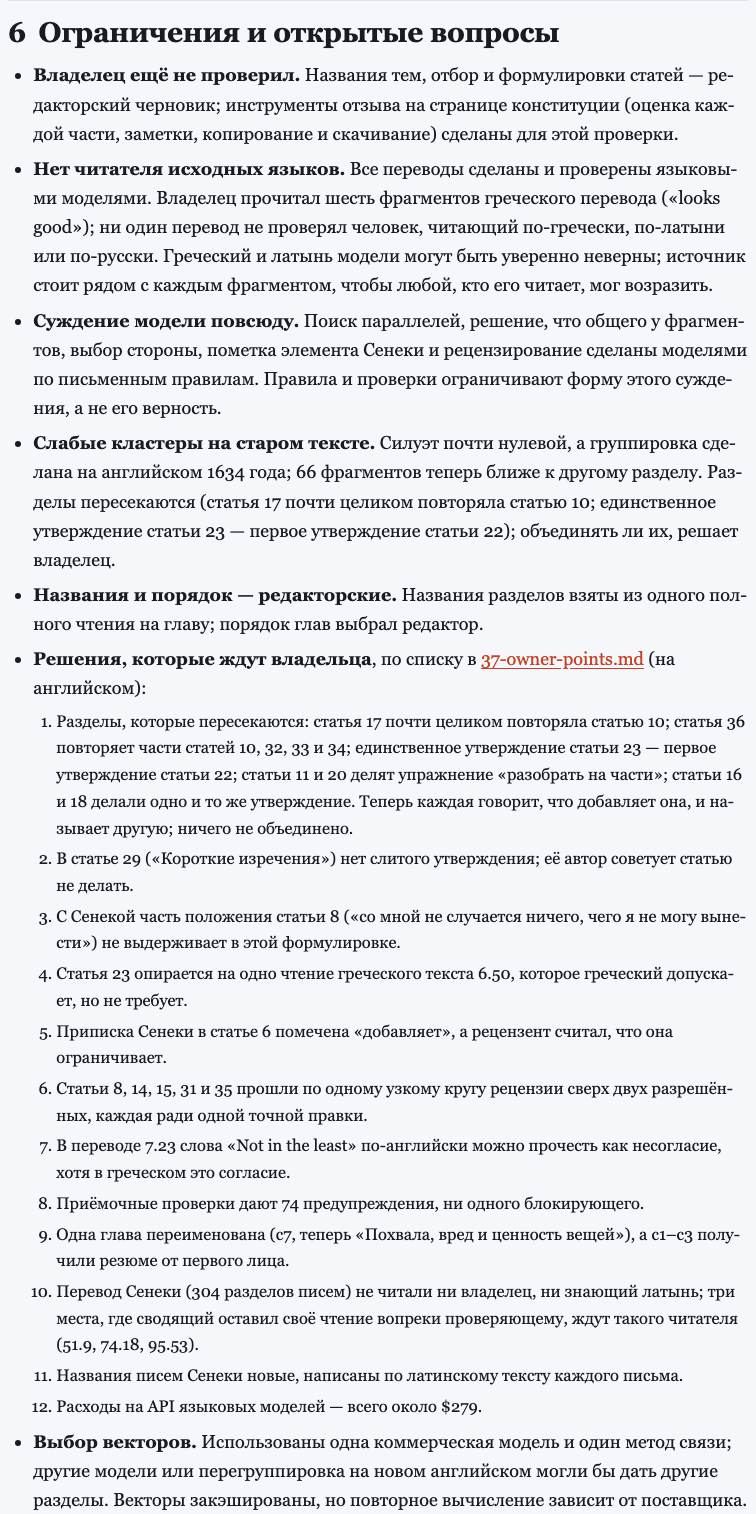 6 Ограничения и открытые вопросы
• Владелец ещё не проверил. Названия тем, отбор и формулировки статей — ре-
дакторский черновик; инструменты отзыва на странице конституции (оценка каж-
дой части, заметки, копирование и скачивание) сделаны для этой проверки.
• Нет читателя исходных языков. Все переводы сделаны и проверены языковы-
ми моделями. Владелец прочитал шесть фрагментов греческого перевода («looks
good»); ни один перевод не проверял человек, читающий по-гречески, по-латыни
или по-русски. Греческий и латынь модели могут быть уверенно неверны; источник
стоит рядом с каждым фрагментом, чтобы любой, кто его читает, мог возразить.
• Суждение модели повсюду. Поиск параллелей, решение, что общего у фрагмен-
тов, выбор стороны, пометка элемента Сенеки и рецензирование сделаны моделями
по письменным правилам. Правила и проверки ограничивают форму этого сужде-
ния, а не его верность.
• Слабые кластеры на старом тексте. Силуэт почти нулевой, а группировка сде-
лана на английском 1634 года; 66 фрагментов теперь ближе к другому разделу. Раз-
делы пересекаются (статья 17 почти целиком повторяла статью 10; единственное
утверждение статьи 23 — первое утверждение статьи 22); объединять ли их, решает
владелец.
• Названия и порядок — редакторские. Названия разделов взяты из одного пол-
ного чтения на главу; порядок глав выбрал редактор.
• Решения, которые ждут владельца, по списку в 37-owner-points.md (на
английском):
1. Разделы, которые пересекаются: статья 17 почти целиком повторяла статью 10; статья 36
повторяет части статей 10, 32, 33 и 34; единственное утверждение статьи 23 — первое
утверждение статьи 22; статьи 11 и 20 делят упражнение «разобрать на части»; статьи 16
и 18 делали одно и то же утверждение. Теперь каждая говорит, что добавляет она, и на-
зывает другую; ничего не объединено.
2. В статье 29 («Короткие изречения») нет слитого утверждения; её автор советует статью
не делать.
3. С Сенекой часть положения статьи 8 («со мной не случается ничего, чего я не могу выне-
сти») не выдерживает в этой формулировке.
4. Статья 23 опирается на одно чтение греческого текста 6.50, которое греческий допуска-
ет, но не требует.
5. Приписка Сенеки в статье 6 помечена «добавляет», а рецензент считал, что она
ограничивает.
6. Статьи 8, 14, 15, 31 и 35 прошли по одному узкому кругу рецензии сверх двух разрешён-
ных, каждая ради одной точной правки.
7. В переводе 7.23 слова «Not in the least» по-английски можно прочесть как несогласие,
хотя в греческом это согласие.
8. Приёмочные проверки дают 74 предупреждения, ни одного блокирующего.
9. Одна глава переименована (c7, теперь «Похвала, вред и ценность вещей»), а c1–c3 полу-
чили резюме от первого лица.
10. Перевод Сенеки (304 разделов писем) не читали ни владелец, ни знающий латынь; три
места, где сводящий оставил своё чтение вопреки проверяющему, ждут такого читателя
(51.9, 74.18, 95.53).
11. Названия писем Сенеки новые, написаны по латинскому тексту каждого письма.
12. Расходы на API языковых моделей — всего около $279.
• Выбор векторов. Использованы одна коммерческая модель и один метод связи;
другие модели или перегруппировка на новом английском могли бы дать другие
разделы. Векторы закэшированы, но повторное вычисление зависит от поставщика.